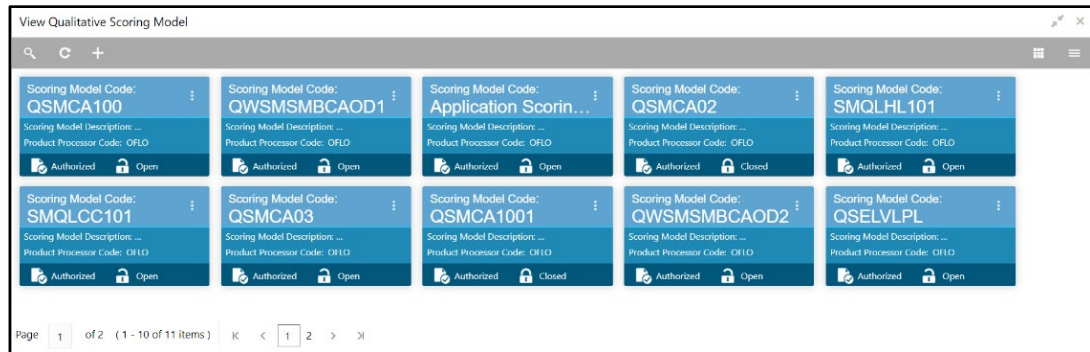 View Qualitative Scoring Model
Scoring Model Code: Scoring Model Code: Scoring Model Code: Scoring Model Code: Scoring Model Code:
QSMCA100 QWSMSMBCAOD1 Application Scorin... QSMCA02 SMQLHL101
Scoring Model Description: ... Scoring Model Description: ... Scoring Model Description: ... Scoring Model Description: ... Scoring Model Description: ...
Product Processor Code: OFLO Product Processor Code: OFLO Product Processor Code: OFLO Product Processor Code: OFLO Product Processor Code: OFLO
Authorized Open Authorized Open Authorized Open Authorized Closed Authorized Open
Scoring Model Code: Scoring Model Code: Scoring Model Code: Scoring Model Code: Scoring Model Code:
SMQLCC101 QSMCA03 QSMCA1001 QWSMSMBCAOD2 QSELVLPL
Scoring Model Description: ... Scoring Model Description: ... Scoring Model Description: ... Scoring Model Description: ... Scoring Model Description: ...
Product Processor Code: OFLO Product Processor Code: OFLO Product Processor Code: OFLO Product Processor Code: OFLO Product Processor Code: OFLO
Authorized Open Authorized Open Authorized Closed Authorized Open Authorized Open
Page 1 of 2 ( 1 - 10 of 11 items ) 1 2